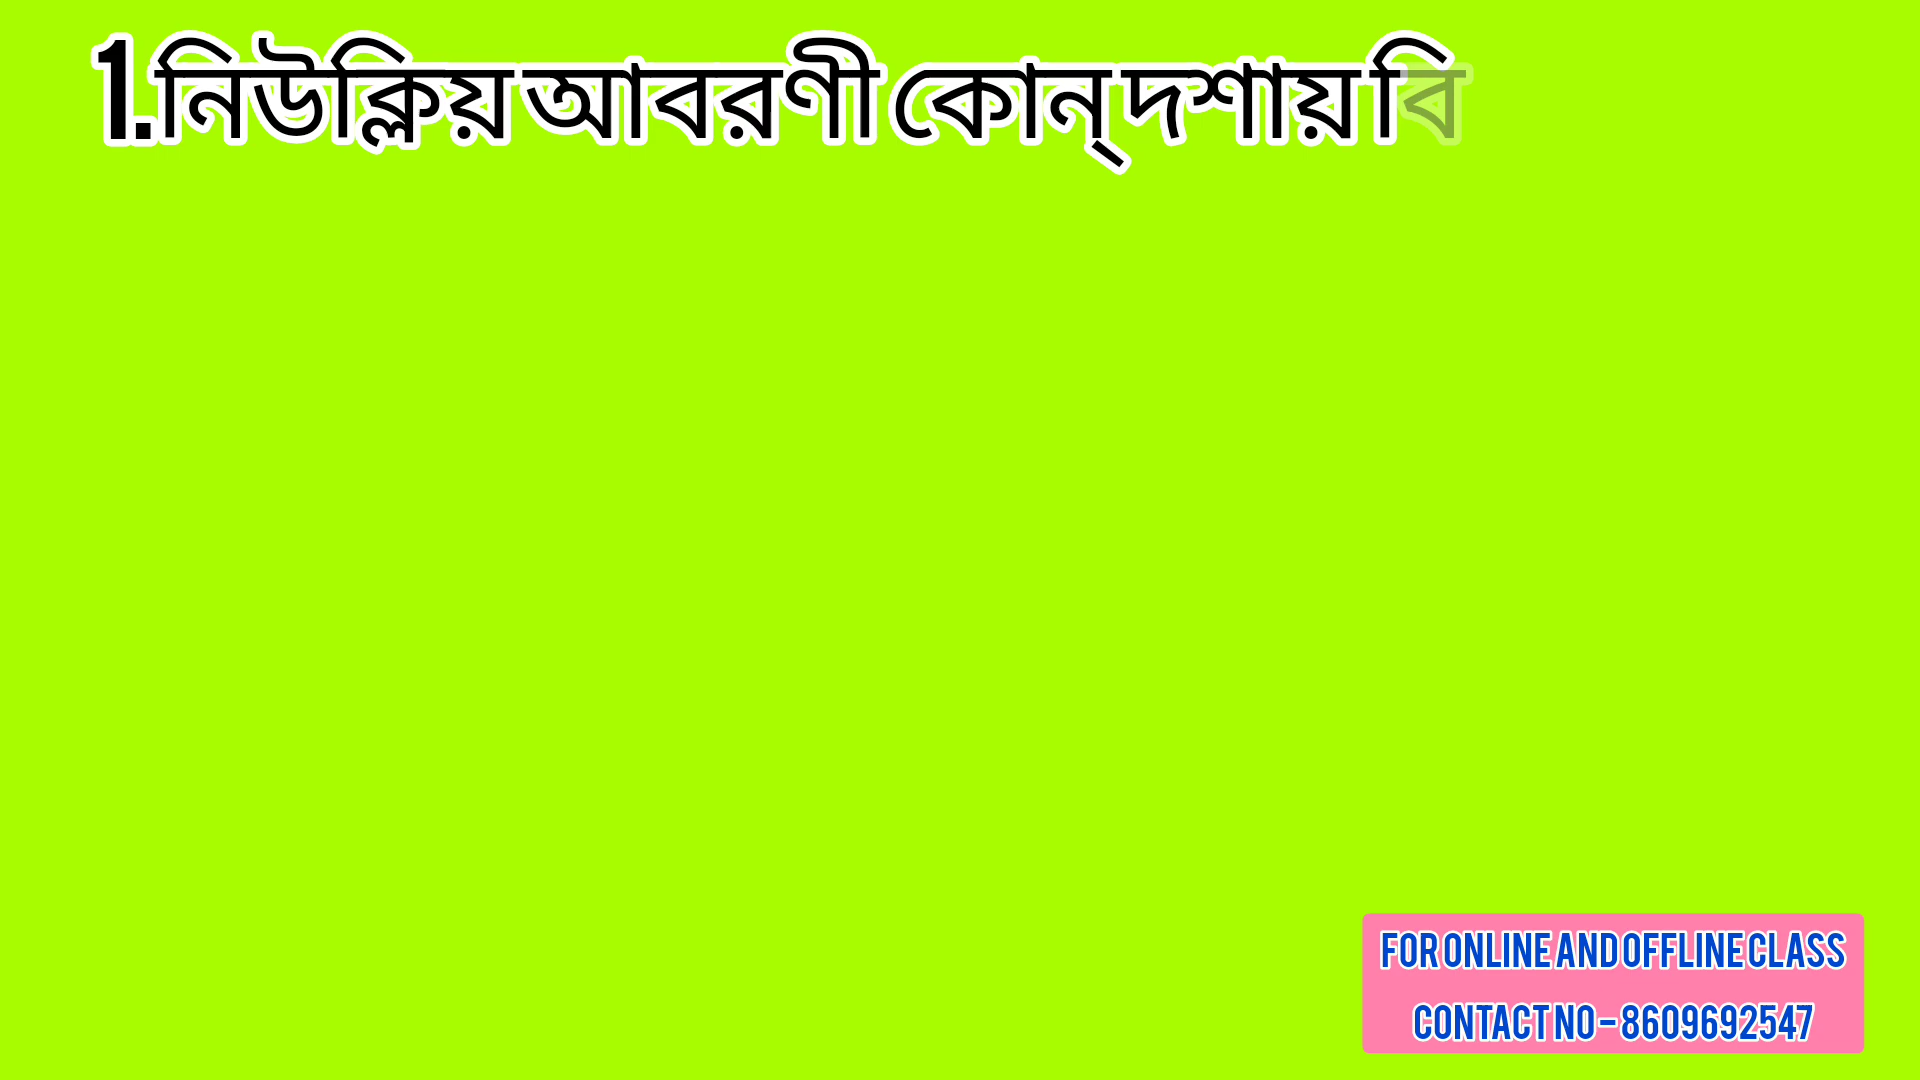 1.নিউক্লিয় আবরণী কোন্ দশায় বি
FOR ONLINE AND OFFLINE CLASS
CONTACT NO - 8609692547